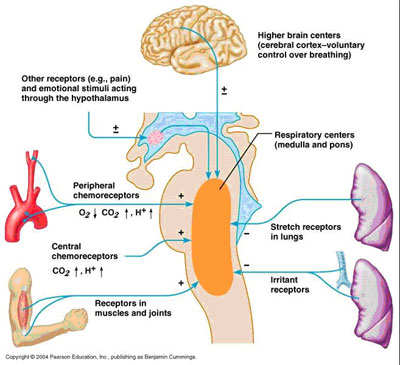 Higher brain centers
(cerebral cortex–voluntary
control over breathing)
±
Other receptors (e.g., pain)
and emotional stimuli acting
through the hypothalamus
±
Respiratory centers
(medulla and pons)
Peripheral
chemoreceptors
+
O2 ↓ CO2 ↑, H+ ↑
Stretch receptors
in lungs
–
Central
chemoreceptors
+
CO2 ↑, H+ ↑
–
Irritant
receptors
Receptors in
muscles and joints
+
Copyright © 2004 Pearson Education, Inc., publishing as Benjamin Cummings.